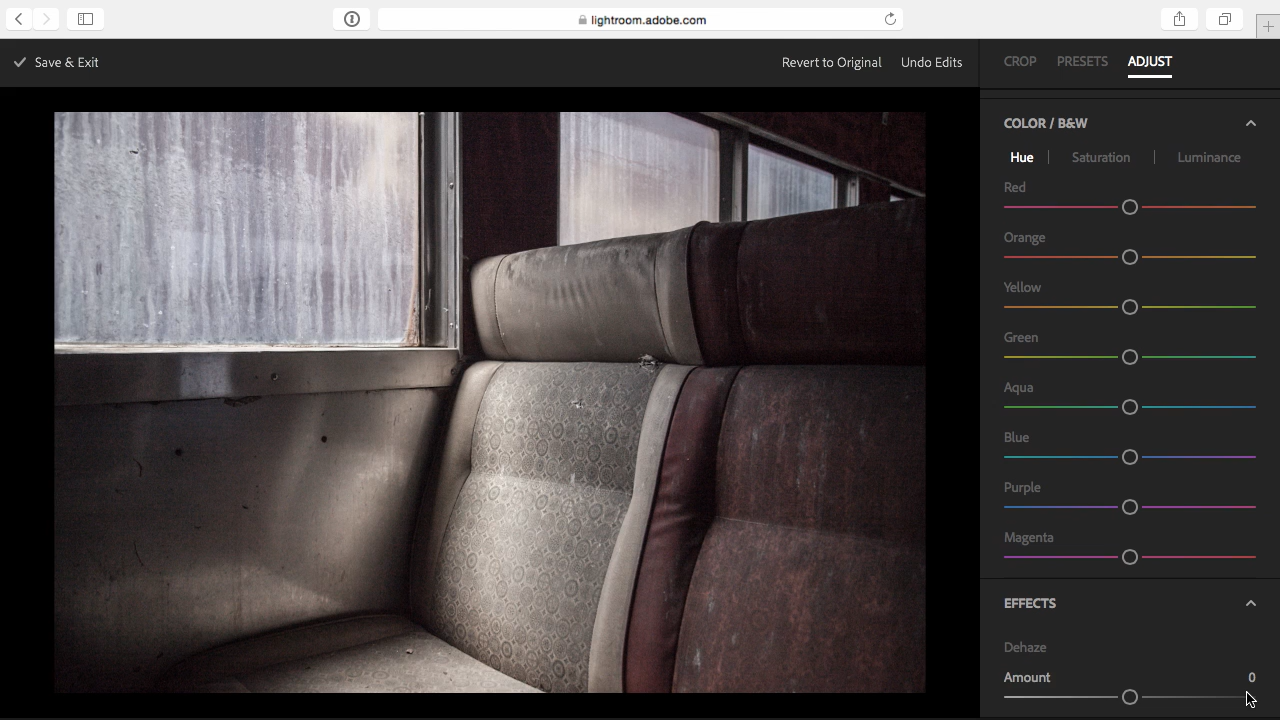 lightroom.adobe.com
Save & Exit
Revert to Original
Undo Edits
CROP
PRESETS
ADJUST
COLOR / B&W
Hue
Saturation
Luminance
Red
Orange
Yellow
Green
Aqua
Blue
Purple
Magenta
EFFECTS
Dehaze
Amount 0